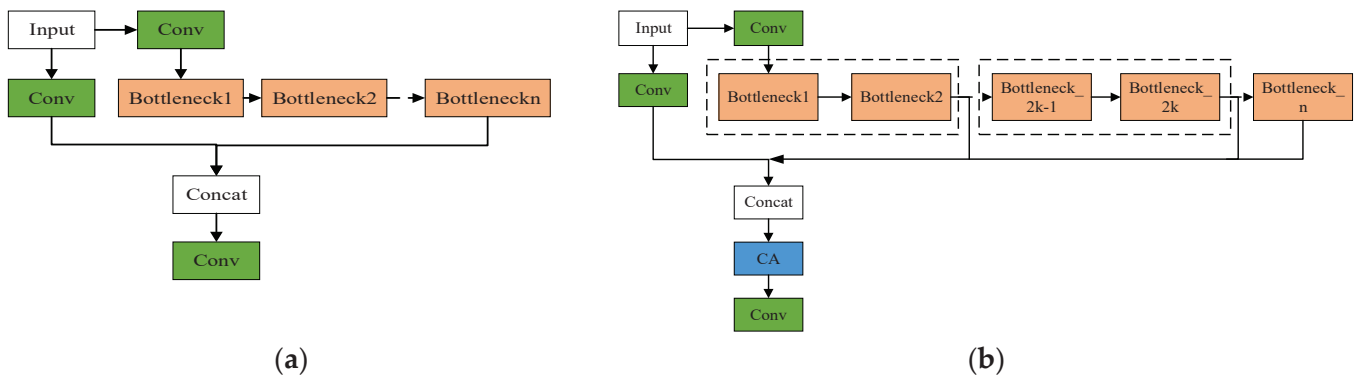 Input
Conv
Conv
Bottleneck1
Bottleneck2
Bottleneckn
Concat
Conv
(a)
Input
Conv
Conv
Bottleneck1
Bottleneck2
Bottleneck_
2k-1
Bottleneck_
2k
Bottleneck_
n
Concat
CA
Conv
(b)